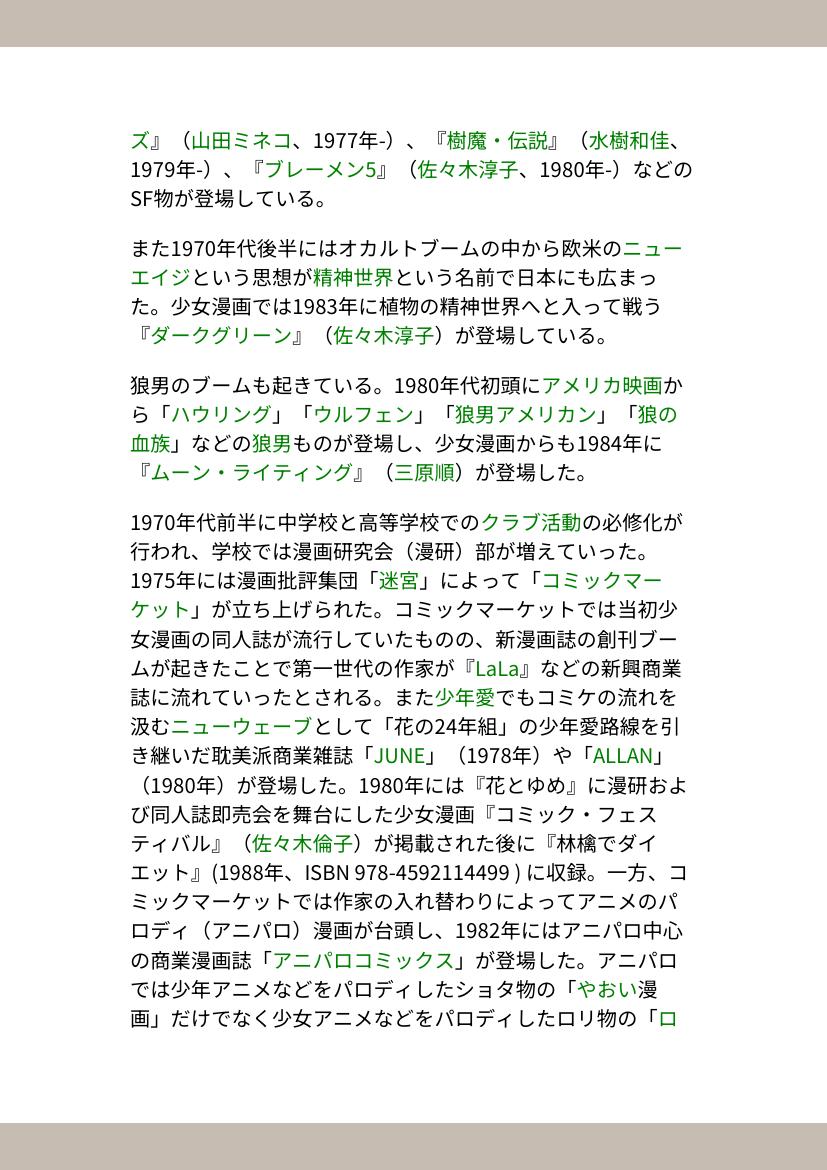 ズ』（山田ミネコ、1977年-）、『樹魔・伝説』（水樹和佳、
1979年-）、『ブレーメン5』（佐々木淳子、1980年-）などの
SF物が登場している。
また1970年代後半にはオカルトブームの中から欧米のニュー
エイジという思想が精神世界という名前で日本にも広まっ
た。少女漫画では1983年に植物の精神世界へと入って戦う
『ダークグリーン』（佐々木淳子）が登場している。
狼男のブームも起きている。1980年代初頭にアメリカ映画か
ら「ハウリング」「ウルフェン」「狼男アメリカン」「狼の
血族」などの狼男ものが登場し、少女漫画からも1984年に
『ムーン・ライティング』（三原順）が登場した。
1970年代前半に中学校と高等学校でのクラブ活動の必修化が
行われ、学校では漫画研究会（漫研）部が増えていった。
1975年には漫画批評集団「迷宮」によって「コミックマー
ケット」が立ち上げられた。コミックマーケットでは当初少
女漫画の同人誌が流行していたものの、新漫画誌の創刊ブー
ムが起きたことで第一世代の作家が『LaLa』などの新興商業
誌に流れていったとされる。また少年愛でもコミケの流れを
汲むニューウェーブとして「花の24年組」の少年愛路線を引
き継いだ耽美派商業雑誌「JUNE」（1978年）や「ALLAN」
（1980年）が登場した。1980年には『花とゆめ』に漫研およ
び同人誌即売会を舞台にした少女漫画『コミック・フェス
ティバル』（佐々木倫子）が掲載された後に『林檎でダイ
エット』(1988年、ISBN 978-4592114499 ) に収録。一方、コ
ミックマーケットでは作家の入れ替わりによってアニメのパ
ロディ（アニパロ）漫画が台頭し、1982年にはアニパロ中心
の商業漫画誌「アニパロコミックス」が登場した。アニパロ
では少年アニメなどをパロディしたショタ物の「やおい漫
画」だけでなく少女アニメなどをパロディしたロリ物の「ロ